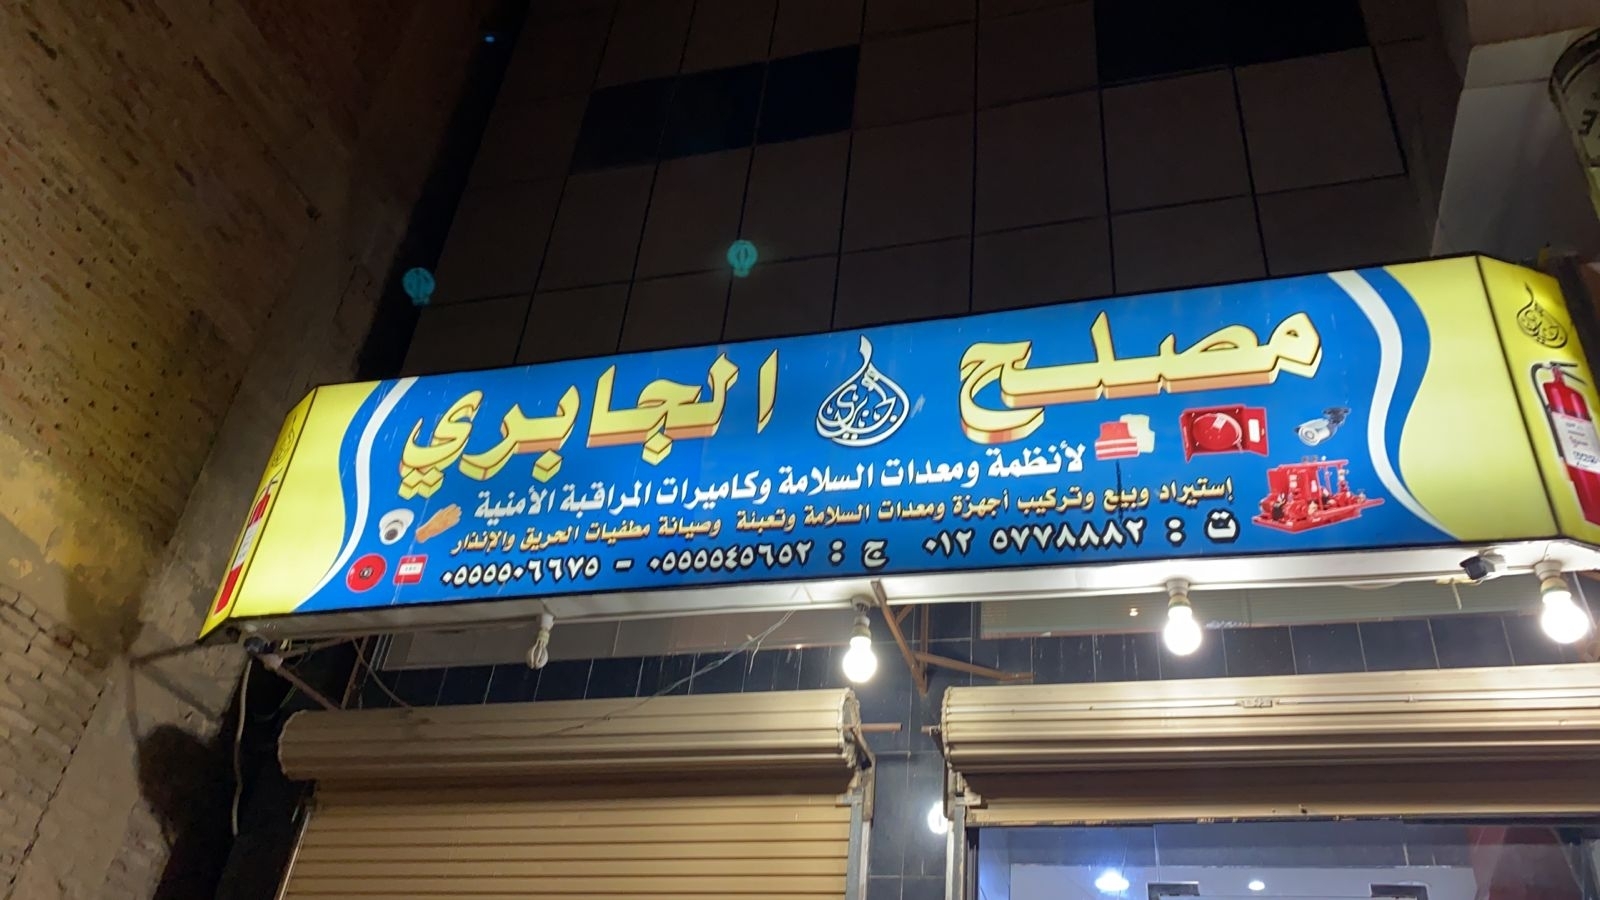 مصلح الجابري
لأنظمة ومعدات السلامة وكاميرات المراقبة الأمنية
إستيراد وبيع وتركيب أجهزة ومعدات السلامة وتعبئة وصيانة مطفيات الحريق والإنذار
ت : ٥٧٧٨٨٨٢ ٠١٢ ج : ٠٥٥٥٥٤٥٦٥٢ - ٠٥٥٥٥٠٦٦٧٥